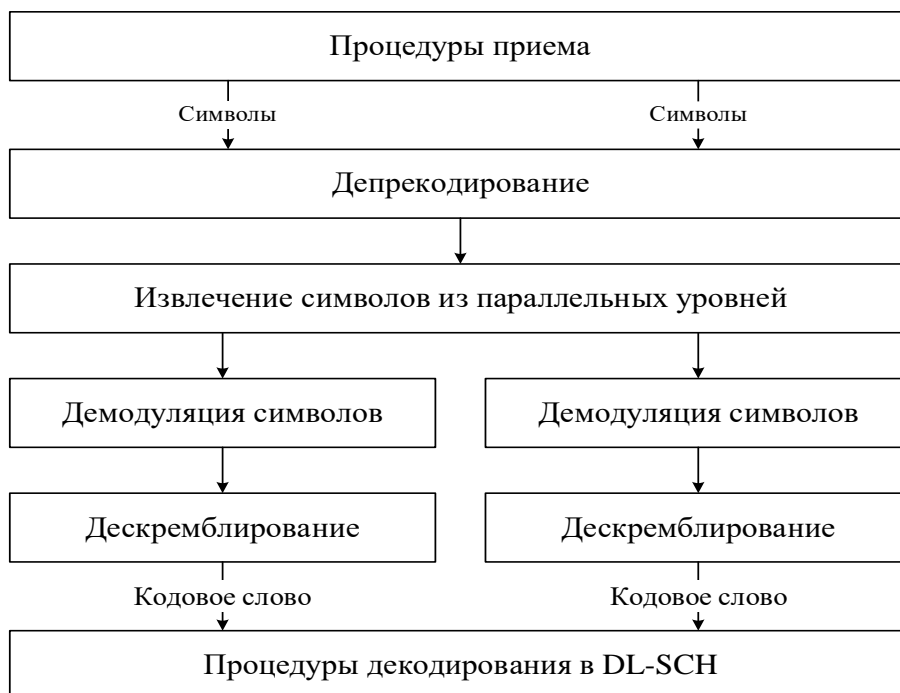 Процедуры приема
Символы Символы
Депрекодирование
Извлечение символов из параллельных уровней
Демодуляция символов Демодуляция символов
Дескремблирование Дескремблирование
Кодовое слово Кодовое слово
Процедуры декодирования в DL-SCH